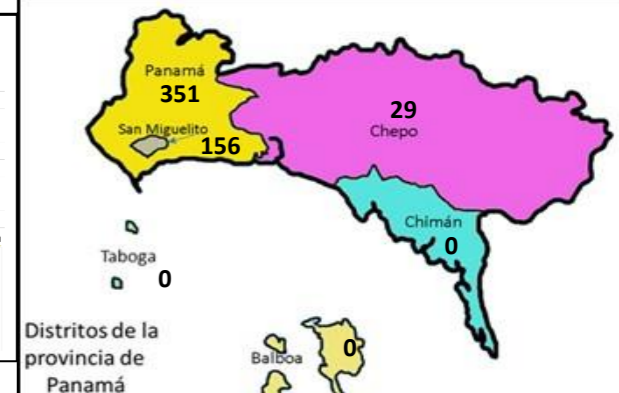 Panamá
351
San Miguelito
156
29
Chepo
Chimán
0
Taboga
0
Balboa
0
Distritos de la
provincia de
Panamá